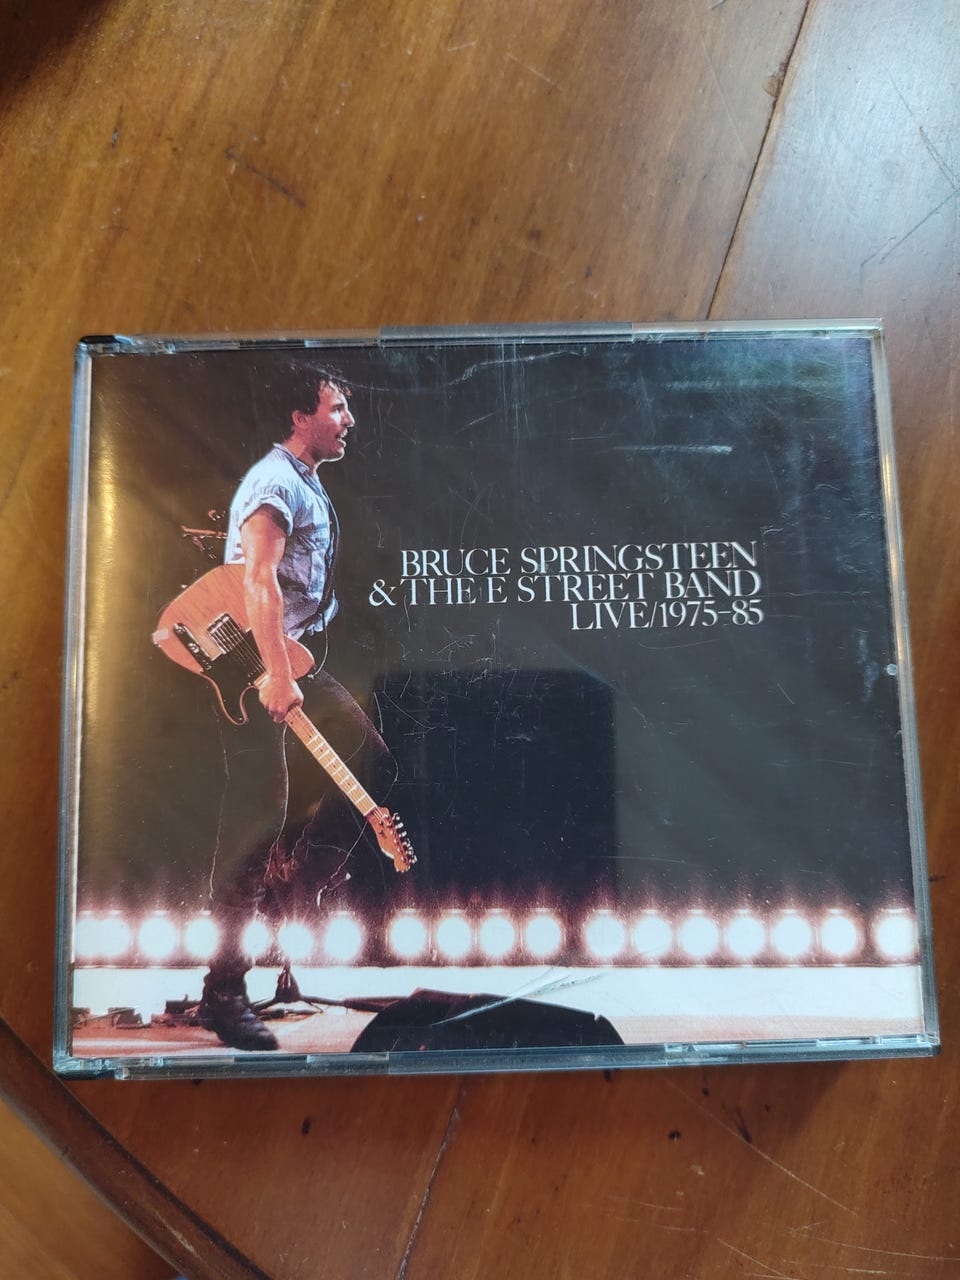 BRUCE SPRINGSTEEN
& THE E STREET BAND
LIVE/1975-85